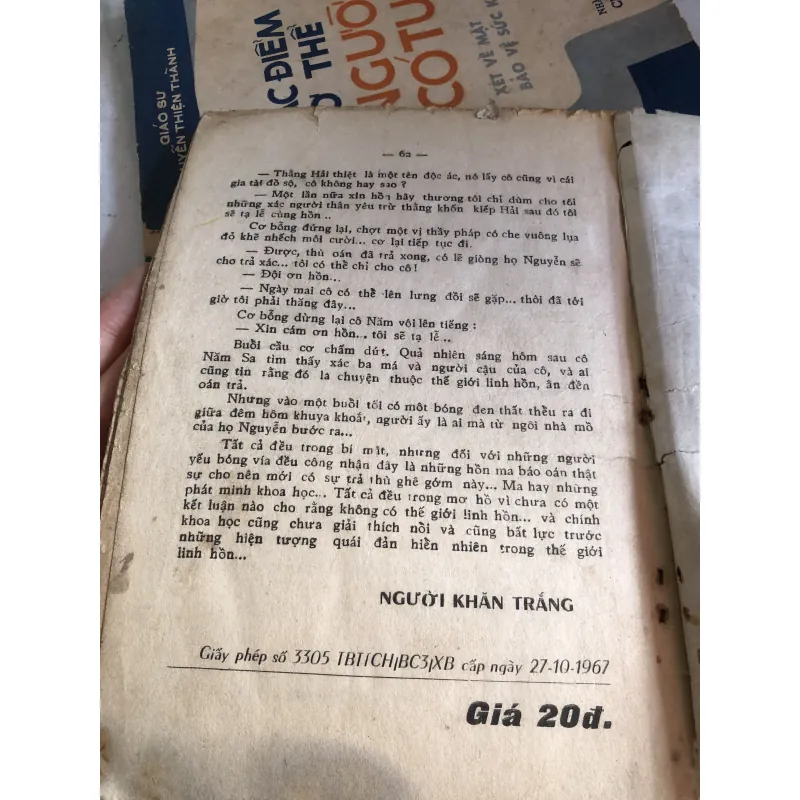 GIÁO SƯ
NGUYỄN THIỆN THÀNH
ĐIỂM
THỂ
NGƯỜI
CÓ TU
XÉT VỀ MẶT
BẢO VỆ SỨC K
— 62 —
— Thằng Hải thiệt là một tên độc ác, nó lấy cô cũng vì cái
gia tài đồ sộ, cô không hay sao ?
— Một lần nữa xin hồn hãy thương tôi chỉ dùm cho tôi
những xác người thân yêu trừ thằng khốn kiếp Hải sau đó tôi
sẽ tạ lễ cùng hồn ..
Cơ bỗng đứng lại, chợt một vị thầy pháp có che vuông lụa
đỏ khẽ nhếch môi cười... cơ lại tiếp tục đi.
— Được, thù oán đã trả xong, có lẽ giòng họ Nguyễn sẽ
cho trả xác... tôi có thể chỉ cho cô !
— Đội ơn hồn...
— Ngày mai cô có thể lên lưng đồi sẽ gặp... thôi đã tới
giờ tôi phải thăng đây...
Cơ bỗng dừng lại cô Năm vội lên tiếng :
— Xin cám ơn hồn... tôi sẽ tạ lễ ..
Buổi cầu cơ chấm dứt. Quả nhiên sáng hôm sau cô
Năm Sa tìm thấy xác ba má và người cậu của cô, và ai
cũng tin rằng đó là chuyện thuộc thế giới linh hồn, ân đền
oán trả.
Nhưng vào một buổi tối có một bóng đen thất thểu ra đi
giữa đêm hôm khuya khoắt, người ấy là ai mà từ ngôi nhà mồ
của họ Nguyễn bước ra...
Tất cả đều trong bí mật, nhưng đối với những người
yếu bóng vía đều công nhận đây là những hồn ma báo oán thật
sự cho nên mới có sự trả thù ghê gớm này... Ma hay những
phát minh khoa học... Tất cả đều trong mơ hồ vì chưa có một
kết luận nào cho rằng không có thế giới linh hồn... và chính
khoa học cũng chưa giải thích nồi và cũng bất lực trước
những hiện tượng quái đản hiển nhiên trong thế giới
linh hồn...
NGƯỜI KHĂN TRẮNG
Giấy phép số 3305 TBTTCH/BC3/XB cấp ngày 27-10-1967
Giá 20đ.